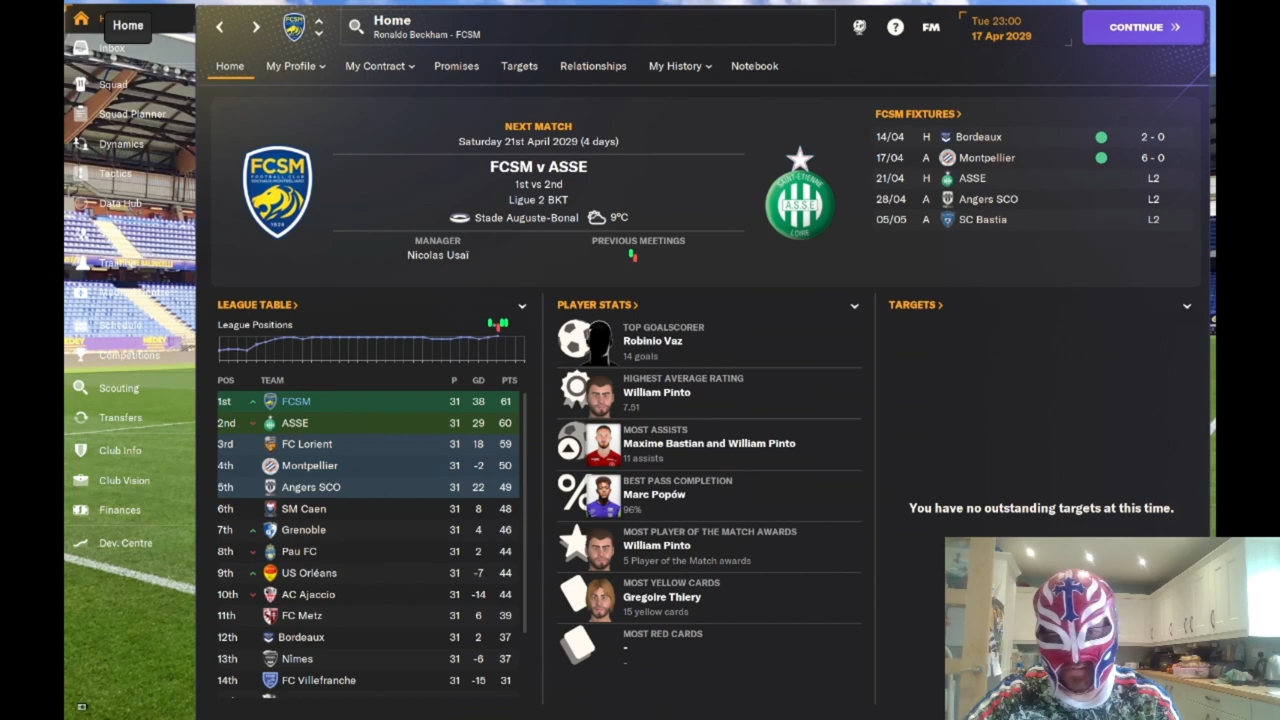 Home
Home
Ronaldo Beckham - FCSM
?
FM
Tue 23:00
17 Apr 2029
CONTINUE
Home
My Profile
My Contract
Promises
Targets
Relationships
My History
Notebook
Inbox
Squad
Squad Planner
Dynamics
Tactics
Data Hub
Schedule
Competitions
Scouting
Transfers
Club Info
Club Vision
Finances
Dev. Centre
NEXT MATCH
Saturday 21st April 2029 (4 days)
FCSM v ASSE
1st vs 2nd
Ligue 2 BKT
Stade Auguste-Bonal 9°C
MANAGER
Nicolas Usaï
PREVIOUS MEETINGS
FCSM
A.S.S.E
LOIRE
FCSM FIXTURES >
14/04 H Bordeaux 2 - 0
17/04 A Montpellier 6 - 0
21/04 H ASSE L2
28/04 A Angers SCO L2
05/05 A SC Bastia L2
LEAGUE TABLE >
League Positions
POS TEAM P GD PTS
1st FCSM 31 38 61
2nd ASSE 31 29 60
3rd FC Lorient 31 18 59
4th Montpellier 31 -2 50
5th Angers SCO 31 22 49
6th SM Caen 31 8 48
7th Grenoble 31 4 46
8th Pau FC 31 2 44
9th US Orléans 31 -7 44
10th AC Ajaccio 31 -14 44
11th FC Metz 31 6 39
12th Bordeaux 31 2 37
13th Nîmes 31 -6 37
14th FC Villefranche 31 -15 31
PLAYER STATS >
TOP GOALSCORER
Robinio Vaz
14 goals
HIGHEST AVERAGE RATING
William Pinto
7.51
MOST ASSISTS
Maxime Bastian and William Pinto
11 assists
BEST PASS COMPLETION
Marc Popów
96%
MOST PLAYER OF THE MATCH AWARDS
William Pinto
5 Player of the Match awards
MOST YELLOW CARDS
Gregoire Thiery
15 yellow cards
MOST RED CARDS
-
-
TARGETS >
You have no outstanding targets at this time.